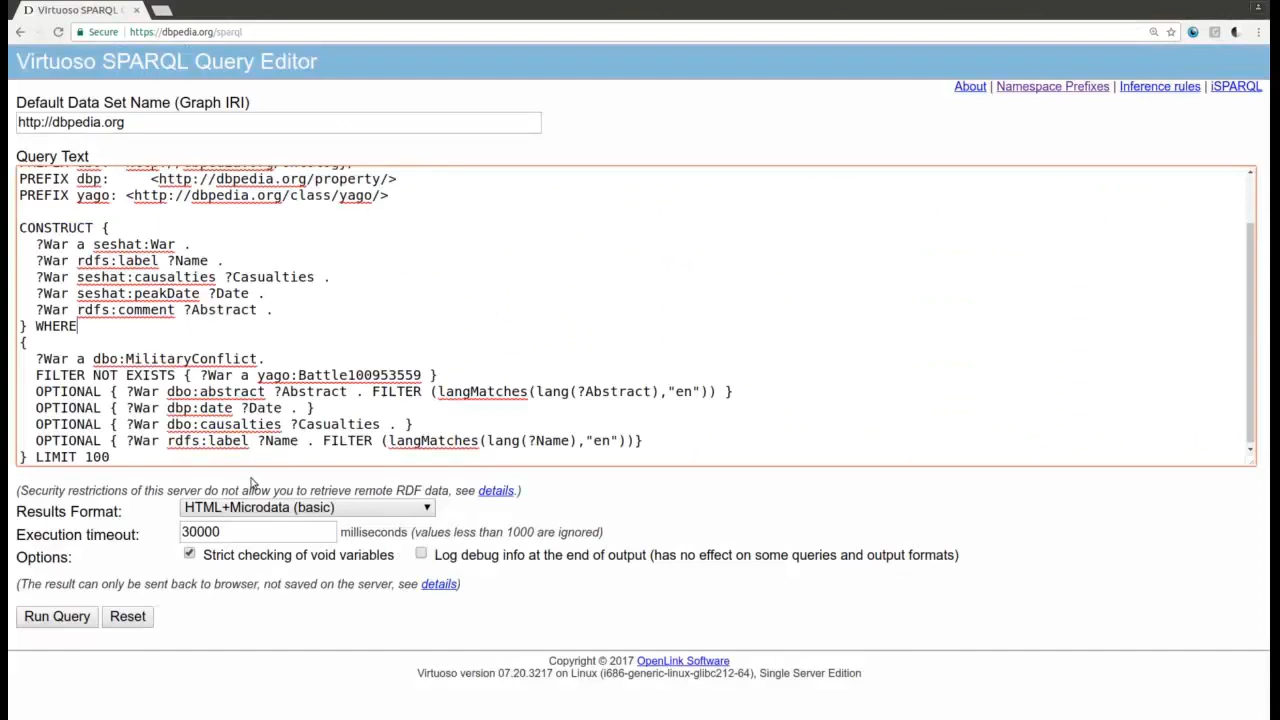 Virtuoso SPARQL
Secure https://dbpedia.org/sparql
Virtuoso SPARQL Query Editor
About | Namespace Prefixes | Inference rules | iSPARQL
Default Data Set Name (Graph IRI)
http://dbpedia.org
Query Text
PREFIX dbp: <http://dbpedia.org/property/>
PREFIX yago: <http://dbpedia.org/class/yago/>
CONSTRUCT {
?War a seshat:War .
?War rdfs:label ?Name .
?War seshat:causalties ?Casualties .
?War seshat:peakDate ?Date .
?War rdfs:comment ?Abstract .
} WHERE
{
?War a dbo:MilitaryConflict.
FILTER NOT EXISTS { ?War a yago:Battle100953559 }
OPTIONAL { ?War dbo:abstract ?Abstract . FILTER (langMatches(lang(?Abstract),"en")) }
OPTIONAL { ?War dbp:date ?Date . }
OPTIONAL { ?War dbo:causalties ?Casualties . }
OPTIONAL { ?War rdfs:label ?Name . FILTER (langMatches(lang(?Name),"en"))}
} LIMIT 100
(Security restrictions of this server do not allow you to retrieve remote RDF data, see details.)
Results Format: HTML+Microdata (basic)
Execution timeout: 30000 milliseconds (values less than 1000 are ignored)
Options: Strict checking of void variables Log debug info at the end of output (has no effect on some queries and output formats)
(The result can only be sent back to browser, not saved on the server, see details)
Run Query Reset
Copyright © 2017 OpenLink Software
Virtuoso version 07.20.3217 on Linux (i686-generic-linux-glibc212-64), Single Server Edition